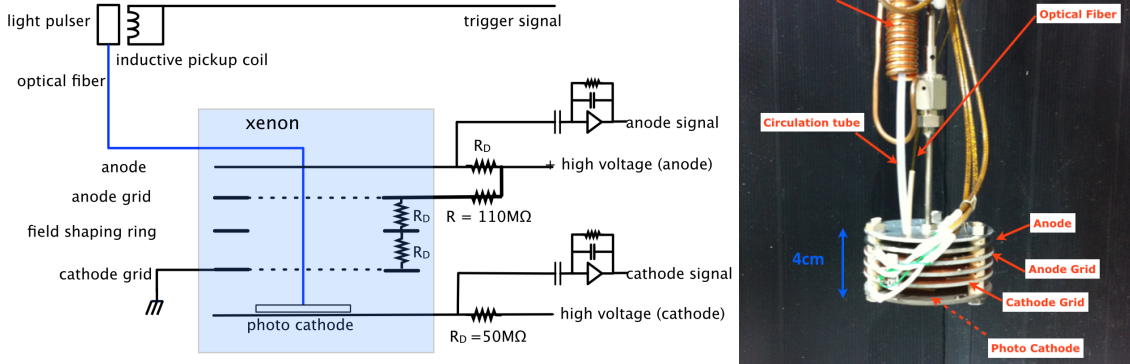 light pulser
trigger signal
inductive pickup coil
optical fiber
xenon
anode signal
R_D
anode
+ high voltage (anode)
anode grid
R_D
R = 110MΩ
field shaping ring
R_D
cathode grid
cathode signal
photo cathode
high voltage (cathode)
R_D =50MΩ
Optical Fiber
Circulation tube
Anode
4cm
Anode Grid
Cathode Grid
Photo Cathode